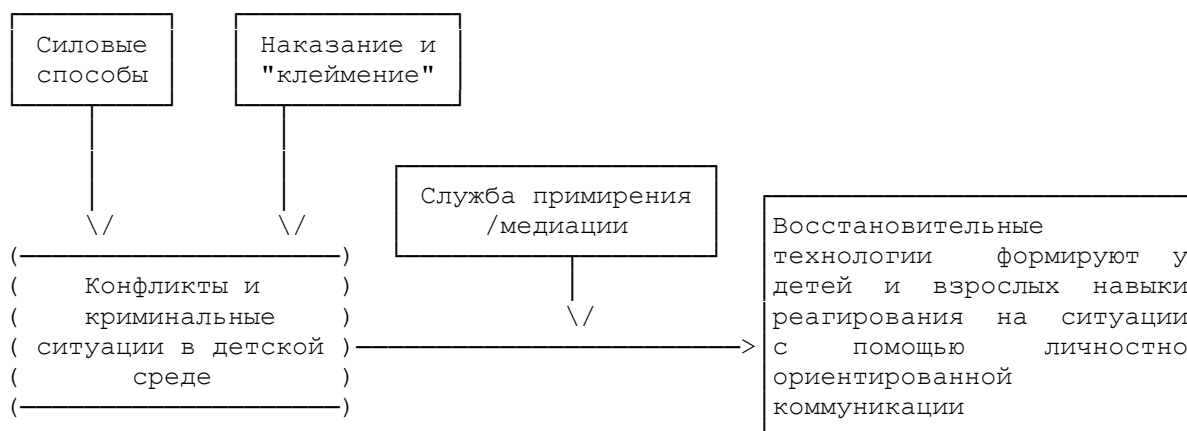 Силовые
способы
Наказание и
"клеймение"
Служба примирения
/медиации
Конфликты и
криминальные
ситуации в детской
среде
Восстановительные
технологии формируют у
детей и взрослых навыки
реагирования на ситуации
с помощью личностно
ориентированной
коммуникации